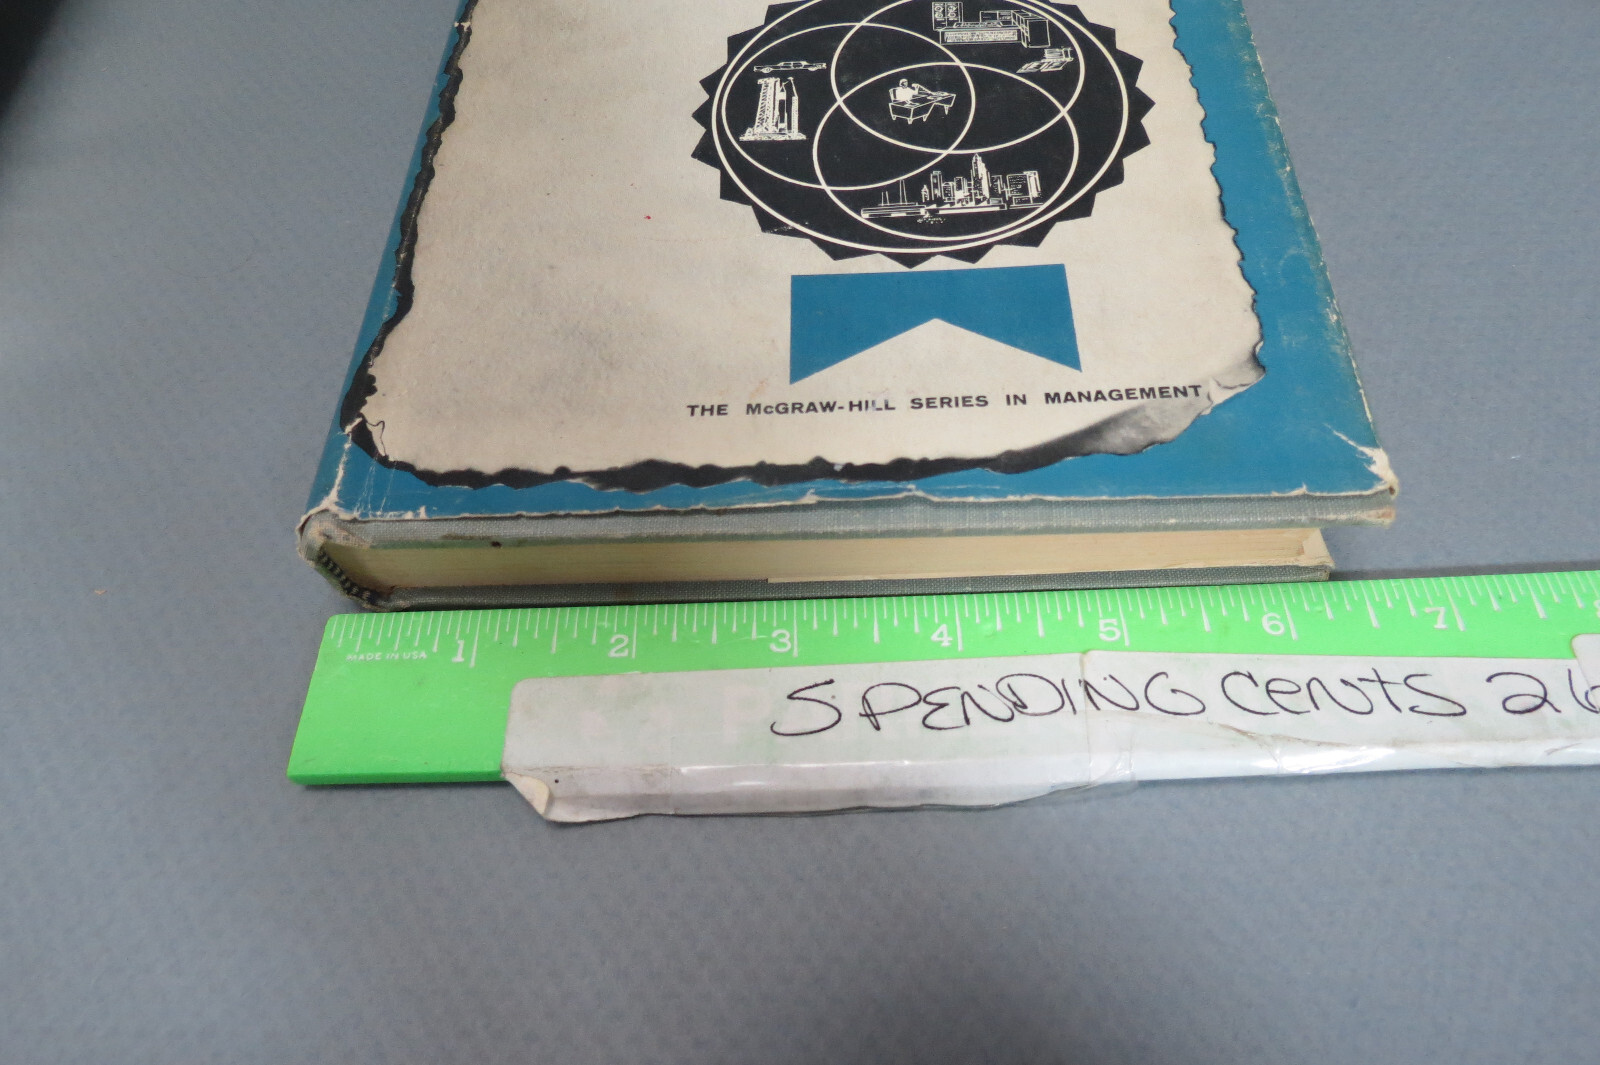 THE McGRAW-HILL SERIES IN MANAGEMENT
1 2 3 4 5 6 7
MADE IN USA
SPENDING CENTS 26